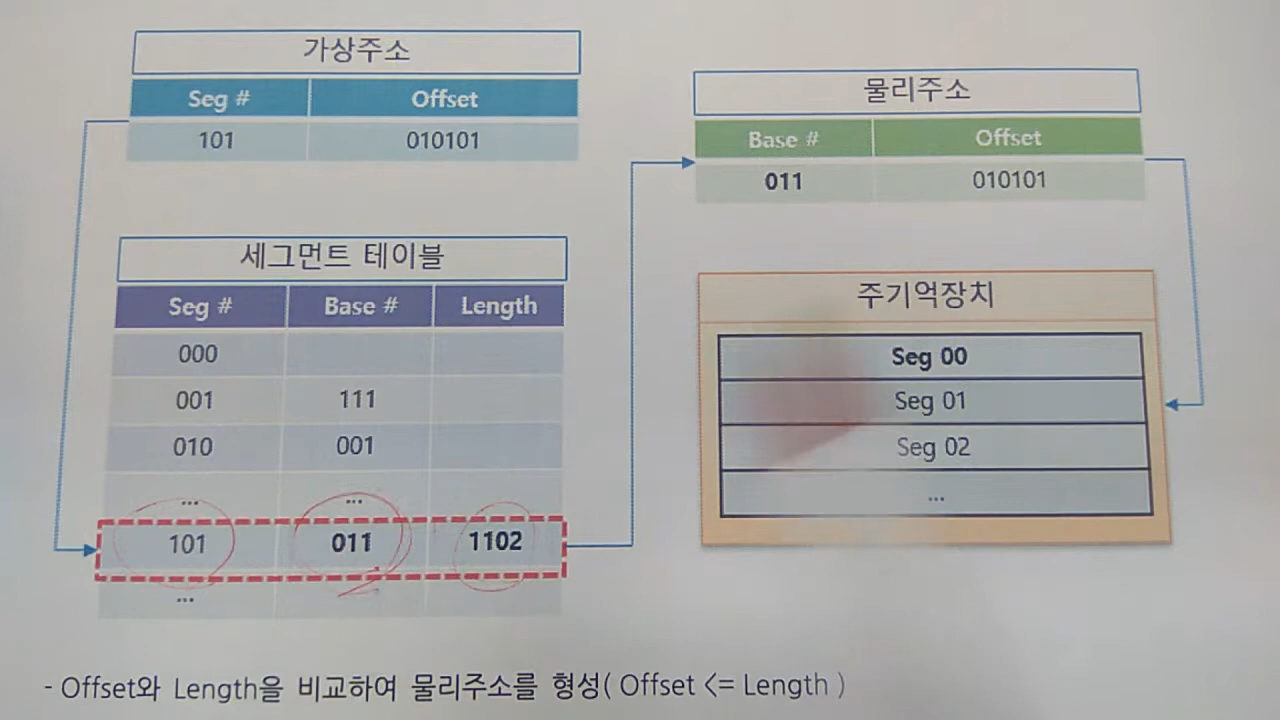 가상주소
Seg # Offset
101 010101
물리주소
Base # Offset
011 010101
세그먼트 테이블
Seg # Base # Length
000
001 111
010 001
... ...
101 011 1102
...
주기억장치
Seg 00
Seg 01
Seg 02
...
- Offset와 Length을 비교하여 물리주소를 형성( Offset <= Length )